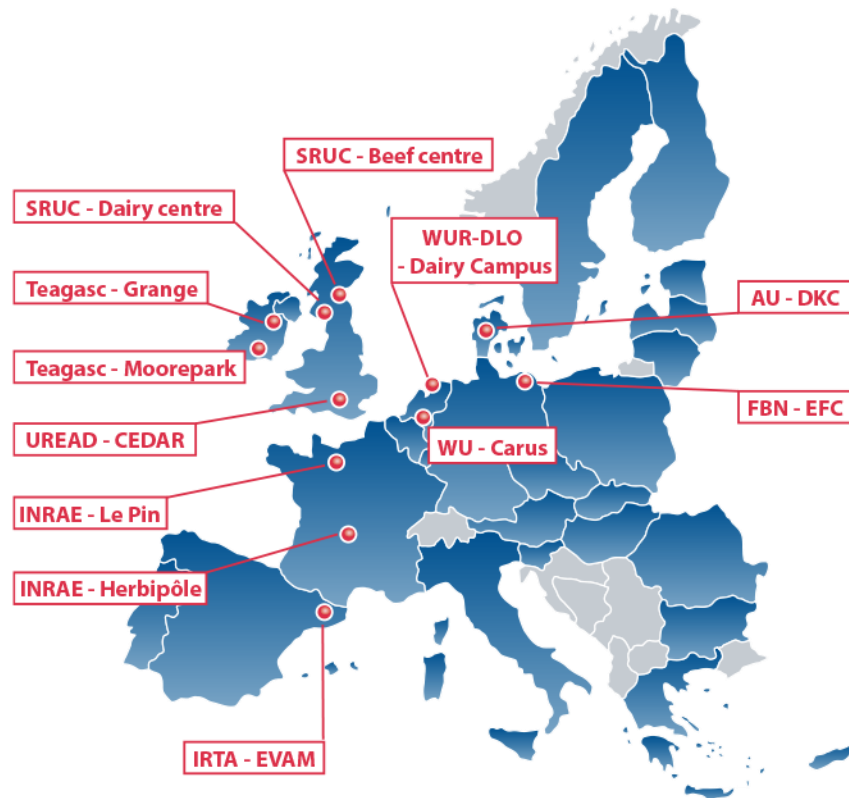 SRUC - Beef centre
SRUC - Dairy centre
WUR-DLO
- Dairy Campus
Teagasc - Grange
AU - DKC
Teagasc - Moorepark
FBN - EFC
UREAD - CEDAR
WU - Carus
INRAE - Le Pin
INRAE - Herbipôle
IRTA - EVAM